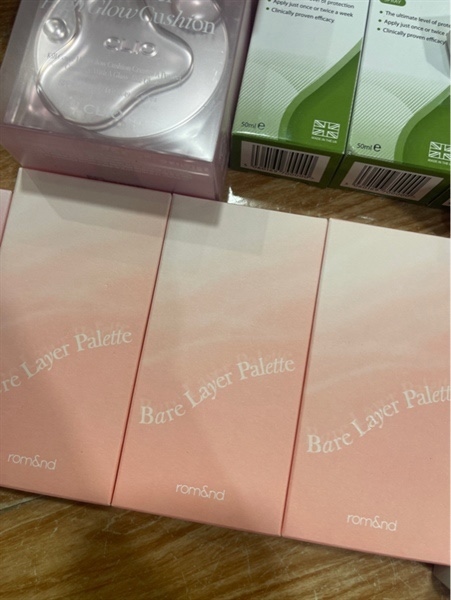 GlowCushion
CLIO
The ultimate level of protection
Apply just once or twice a week
Apply just once or twice a w
Clinically proven efficacy
Clinically proven efficacy
50ml e
50ml e
Bare Layer Palette
Bare Layer Palette
Bare Layer Palette
rom&nd
rom&nd
rom&nd